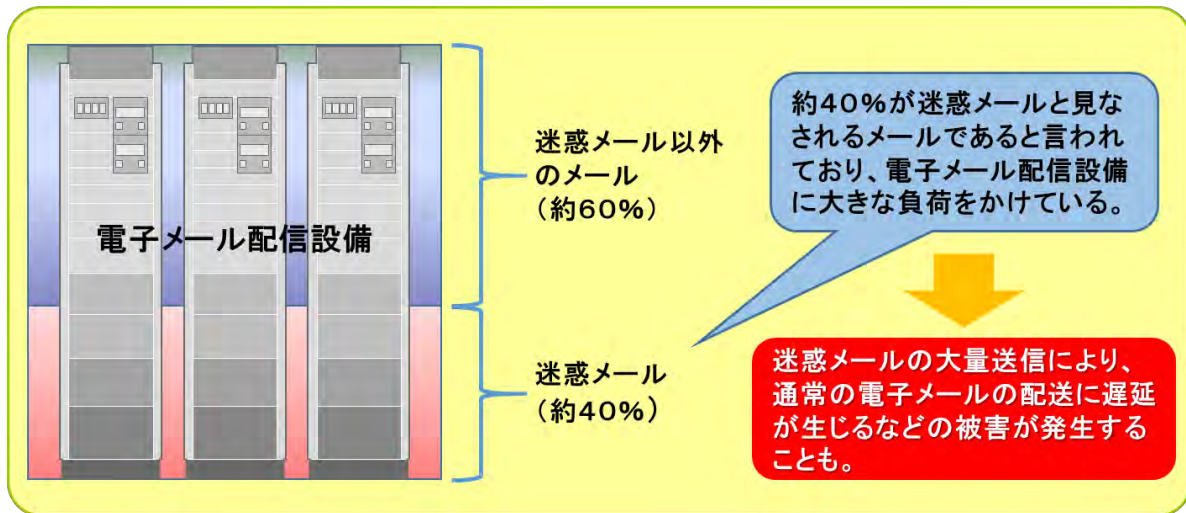 電子メール配信設備
迷惑メール以外
のメール
（約60％）
迷惑メール
（約40％）
約40％が迷惑メールと見な
されるメールであると言われ
ており、電子メール配信設備
に大きな負荷をかけている。
迷惑メールの大量送信により、
通常の電子メールの配送に遅延
が生じるなどの被害が発生する
ことも。